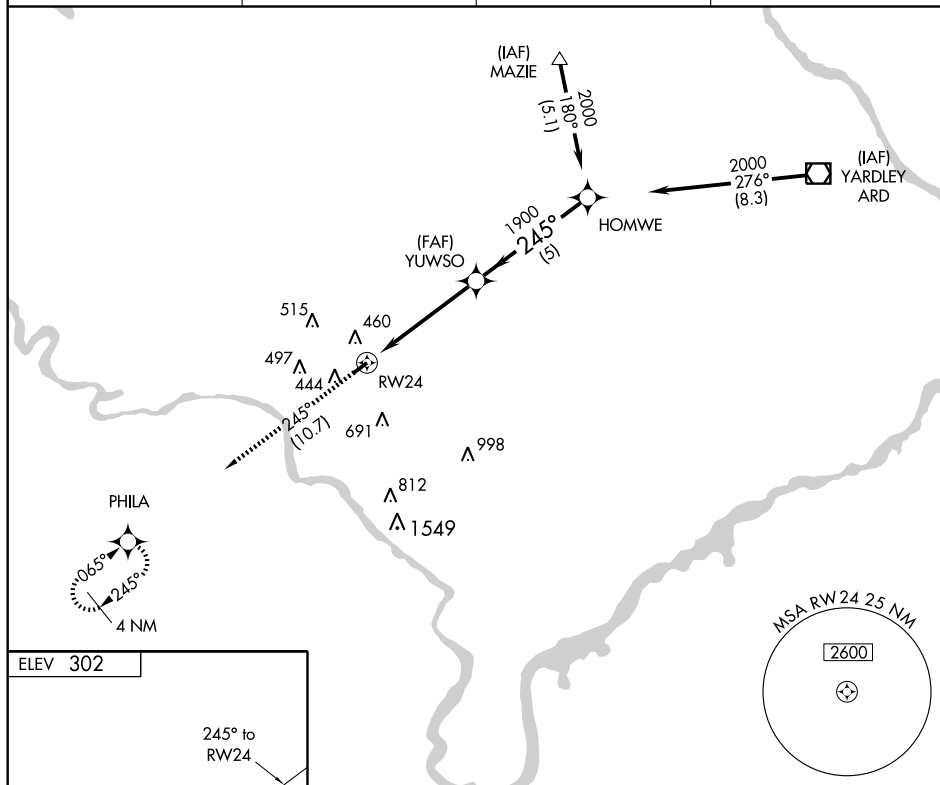 (IAF)
MAZIE
2000
180°
(5.1)
2000
276°
(8.3)
(IAF)
YARDLEY
ARD
HOMWE
1900
245°
(5)
(FAF)
YUWSO
515
460
497
444
RW24
245°
(10.7)
691
998
812
1549
PHILA
065°
245°
4 NM
MSA RW24 25 NM
2600
ELEV 302
245° to
RW24